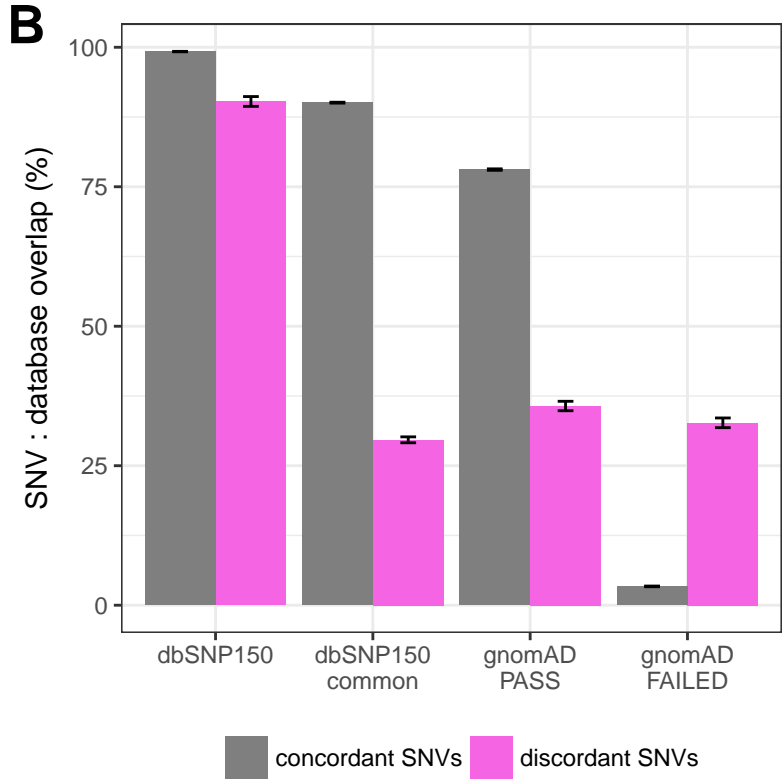 B
SNV : database overlap (%)
100
75
50
25
0
dbSNP150
dbSNP150
common
gnomAD
PASS
gnomAD
FAILED
concordant SNVs
discordant SNVs